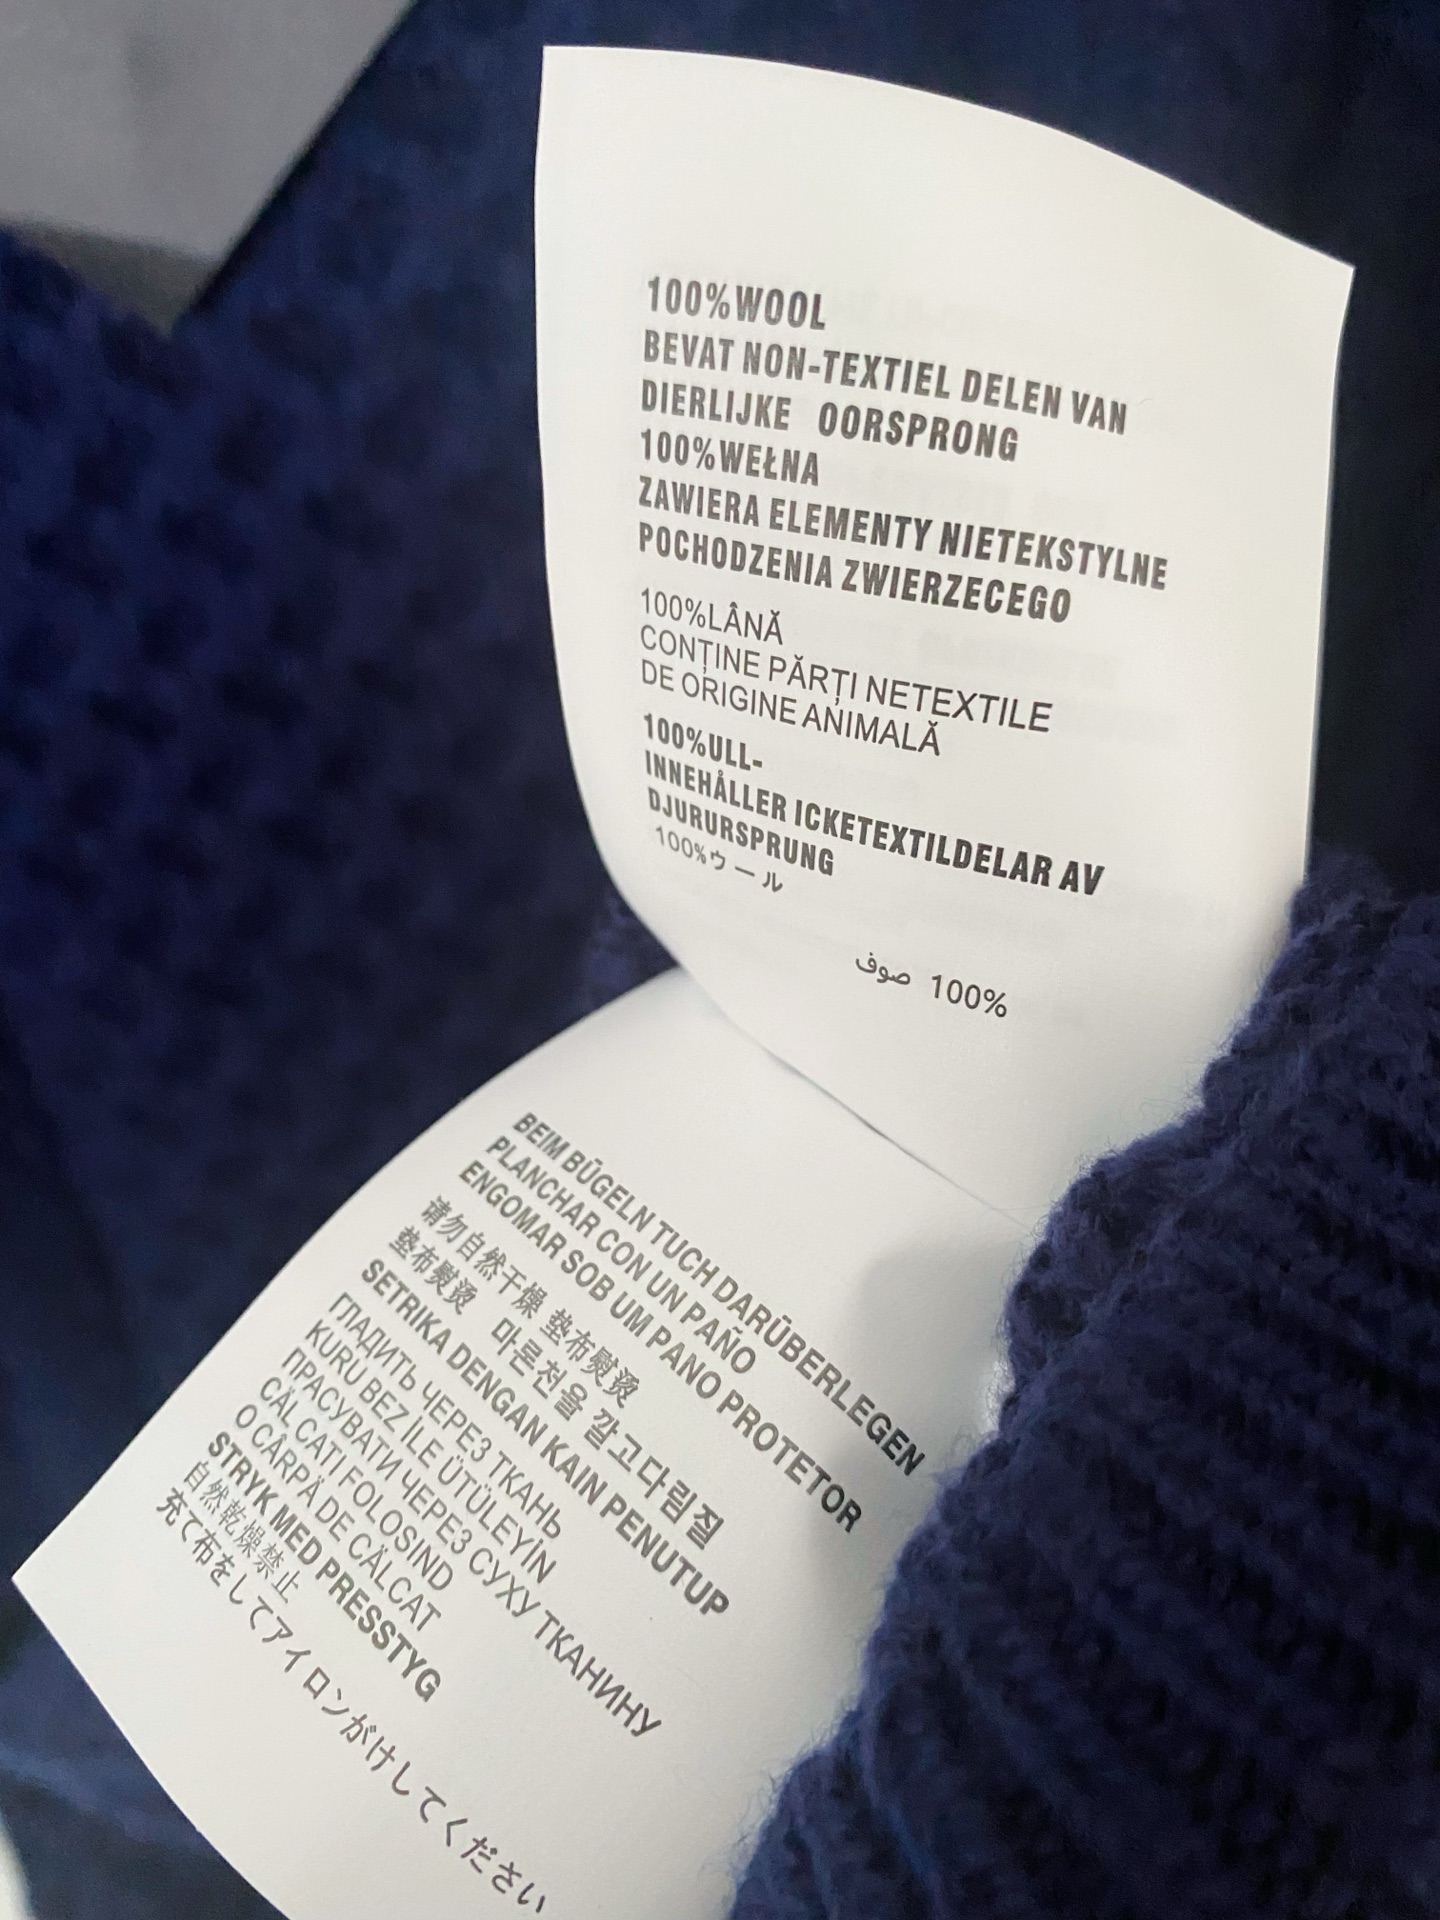 100%WOOL
BEVAT NON-TEXTIEL DELEN VAN
DIERLIJKE OORSPRONG
100%WEŁNA
ZAWIERA ELEMENTY NIETEKSTYLNE
POCHODZENIA ZWIERZECEGO
100%LÂNĂ
CONȚINE PĂRȚI NETEXTILE
DE ORIGINE ANIMALĂ
100%ULL-
INNEHÅLLER ICKETEXTILDELAR AV
DJURURSPRUNG
100%ウール
100% صوف
BEIM BÜGELN TUCH DARÜBERLEGEN
PLANCHAR CON UN PAÑO
ENGOMAR SOB UM PANO PROTETOR
请勿自然干燥 垫布熨烫
垫布熨烫 마른천을 깔고다림질
SETRIKA DENGAN KAIN PENUTUP
ГЛАДИТЬ ЧЕРЕЗ ТКАНЬ
KURU BEZ İLE ÜTÜLEYİN
ПРАСУВАТИ ЧЕРЕЗ СУХУ ТКАНИНУ
CĂLCATI FOLOSIND
O CÂRPĂ DE CĂLCAT
STRYK MED PRESSTYG
自然乾燥禁止
充て布をしてアイロンがけしてください